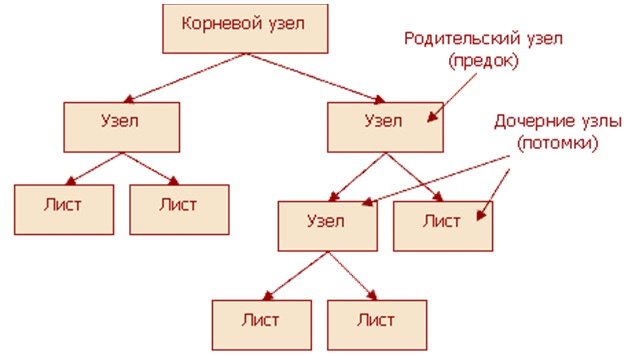 Корневой узел
Родительский узел
(предок)
Узел
Узел
Дочерние узлы
(потомки)
Лист
Лист
Узел
Лист
Лист
Лист